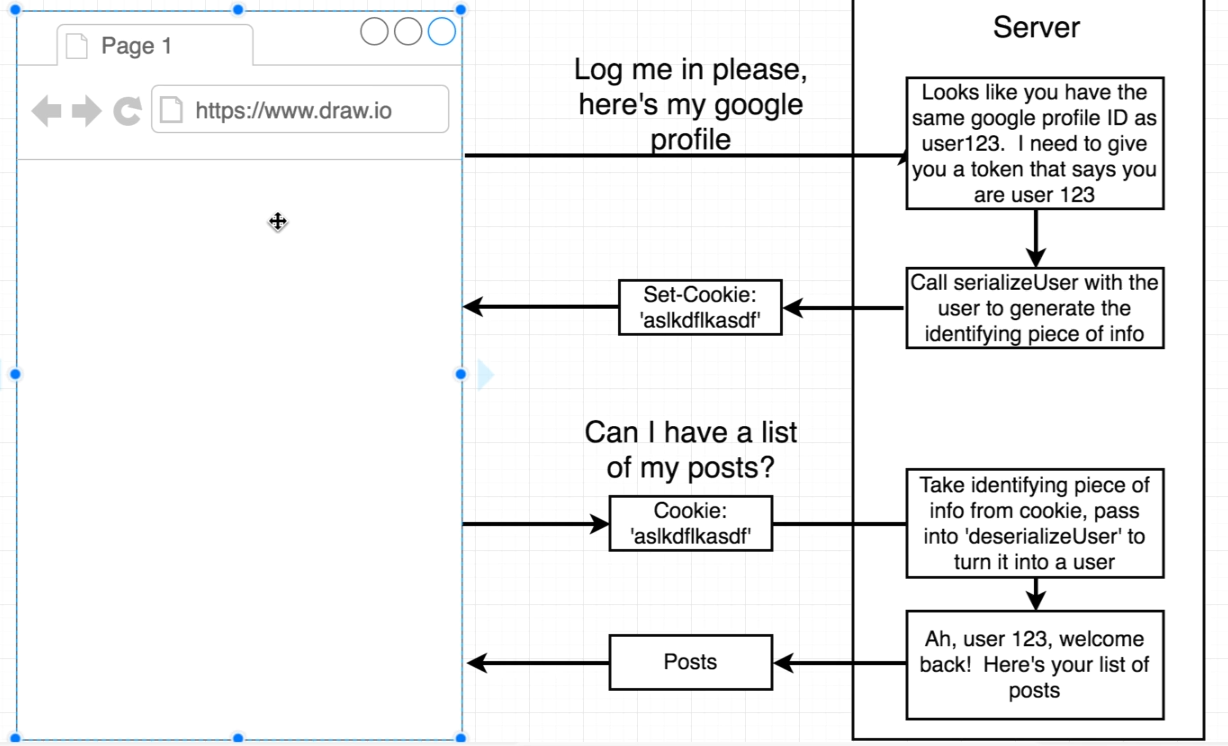 Page 1
https://www.draw.io
Server
Log me in please,
here's my google
profile
Looks like you have the
same google profile ID as
user123.  I need to give
you a token that says you
are user 123
Set-Cookie:
'aslkdflkasdf'
Call serializeUser with the
user to generate the
identifying piece of info
Can I have a list
of my posts?
Cookie:
'aslkdflkasdf'
Take identifying piece of
info from cookie, pass
into 'deserializeUser' to
turn it into a user
Ah, user 123, welcome
back!  Here's your list of
posts
Posts